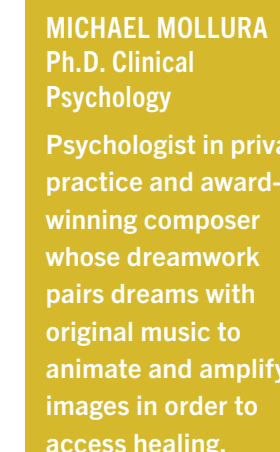 MICHAEL MOLLURA
Ph.D. Clinical
Psychology
Psychologist in priva
practice and award-
winning composer
whose dreamwork
pairs dreams with
original music to
animate and amplify
images in order to
access healing.